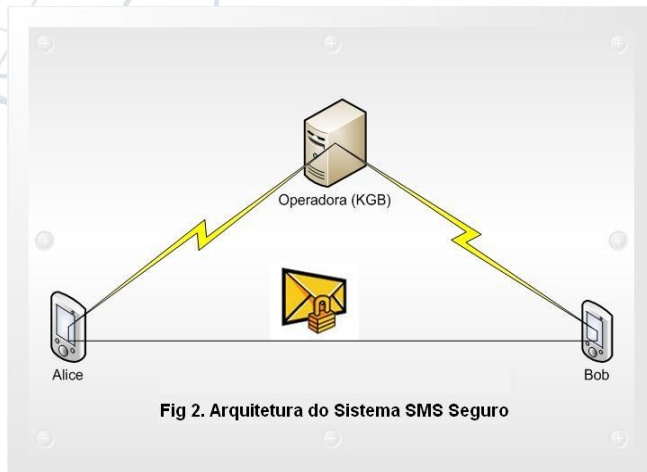 Operadora (KGB)
Alice
Bob
Fig 2. Arquitetura do Sistema SMS Seguro